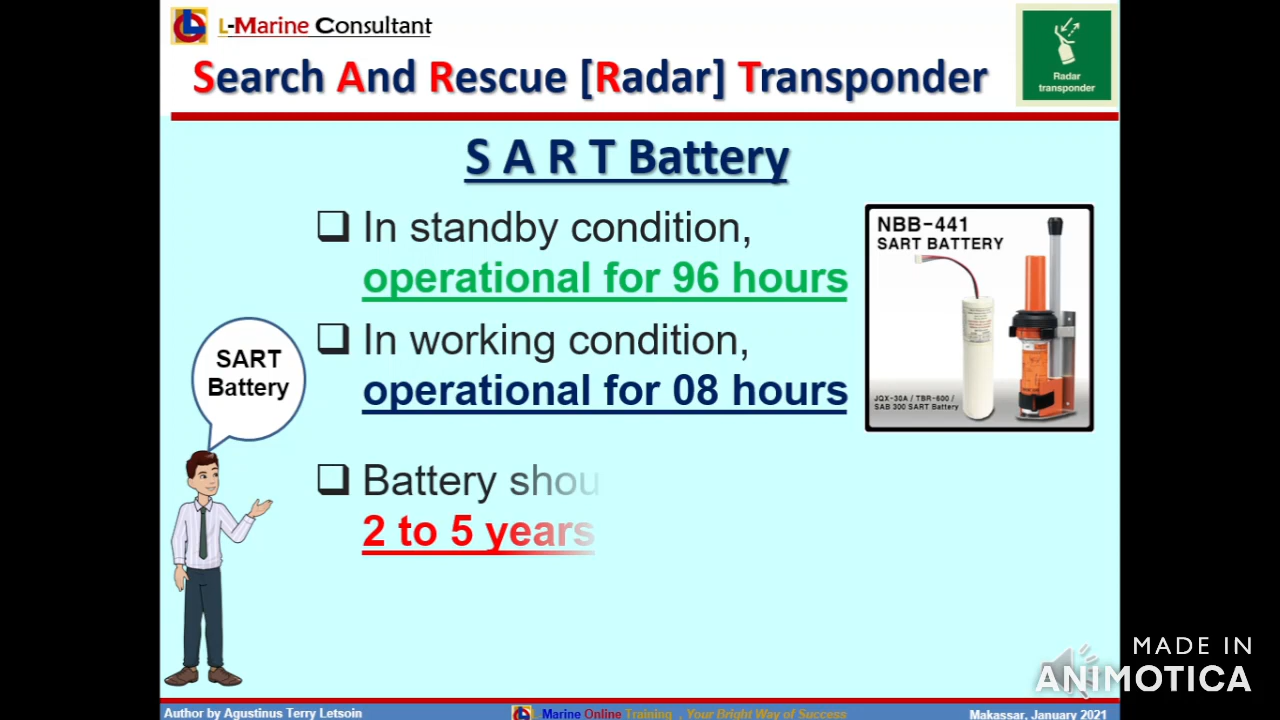 L-Marine Consultant
Search And Rescue [Radar] Transponder
Radar
transponder
S A R T Battery
In standby condition,
operational for 96 hours
In working condition,
operational for 08 hours
Battery shou
2 to 5 years
SART
Battery
NBB-441
SART BATTERY
JQX-30A / TBR-600 /
SAB 300 SART Battery
MADE IN
ANIMOTICA
Author by Agustinus Terry Letsoin
Marine Online Training , Your Bright Way of Success
Makassar, January 2021